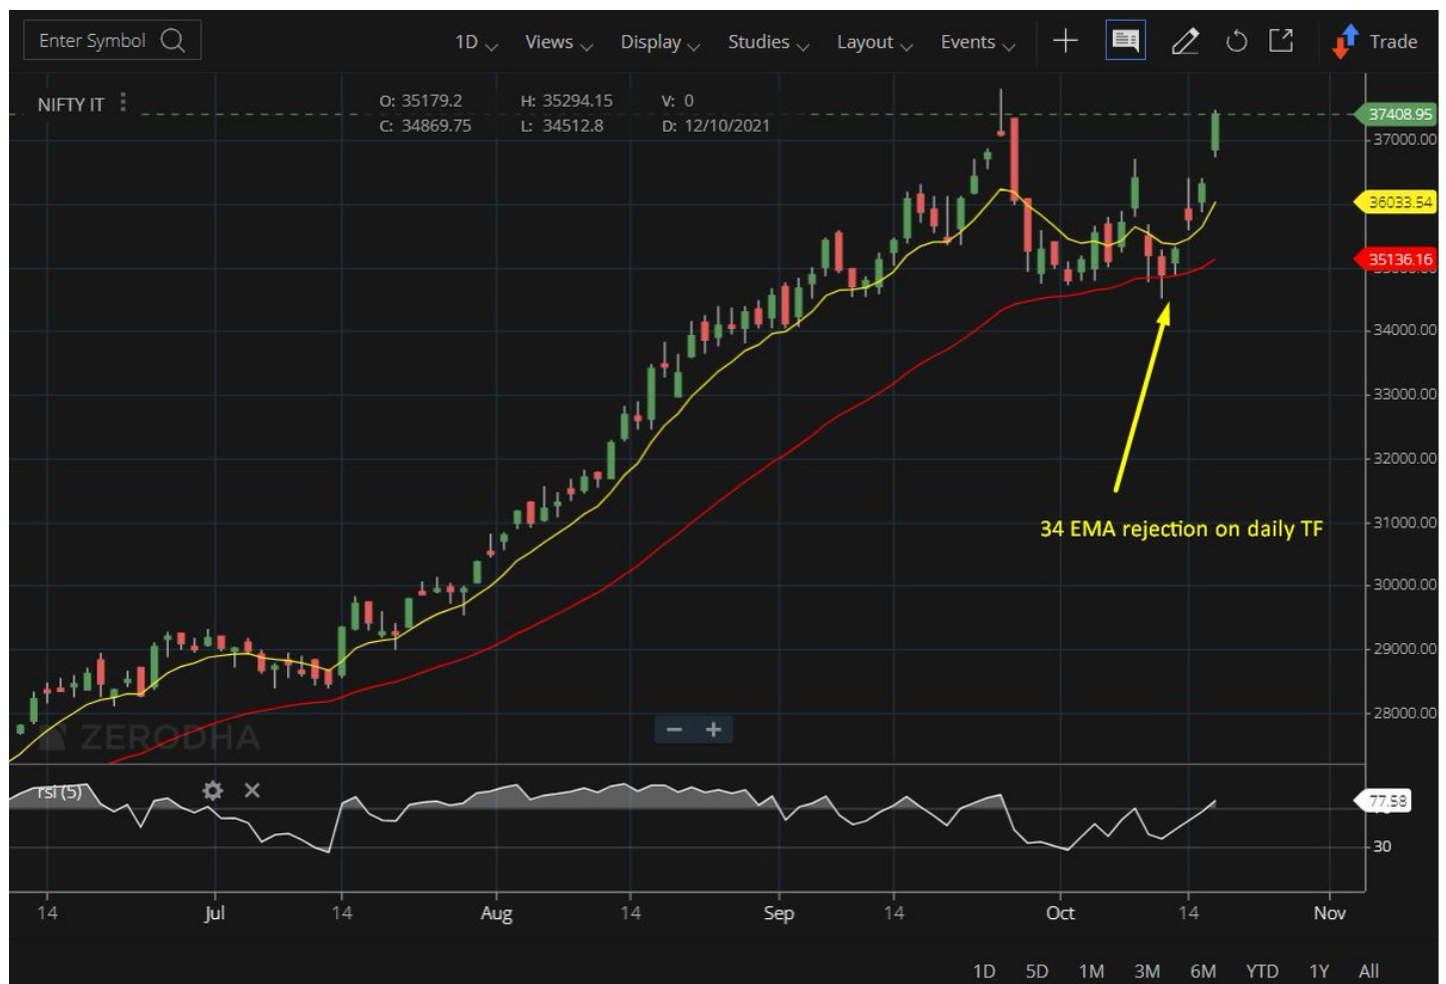 Enter Symbol
1D Views Display Studies Layout Events Trade
NIFTY IT
O: 35179.2 H: 35294.15 V: 0
C: 34869.75 L: 34512.8 D: 12/10/2021
37408.95
37000.00
36033.54
35136.16
34000.00
33000.00
32000.00
31000.00
34 EMA rejection on daily TF
30000.00
29000.00
28000.00
ZERODHA
rsi (5)
77.58
30
14 Jul 14 Aug 14 Sep 14 Oct 14 Nov
1D 5D 1M 3M 6M YTD 1Y All